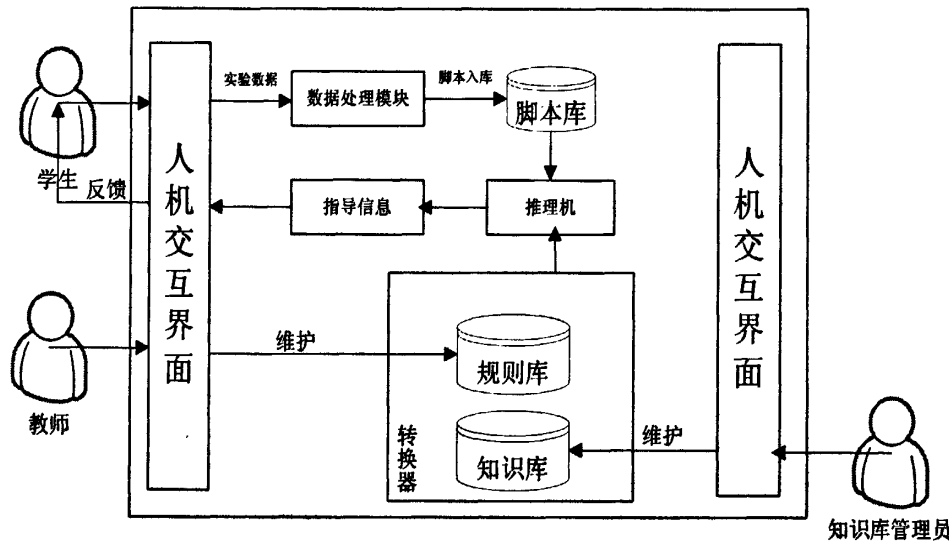 实验数据
数据处理模块
脚本入库
脚本库
学生
反馈
人机交互界面
指导信息
推理机
人机交互界面
维护
规则库
教师
转换器
知识库
维护
知识库管理员